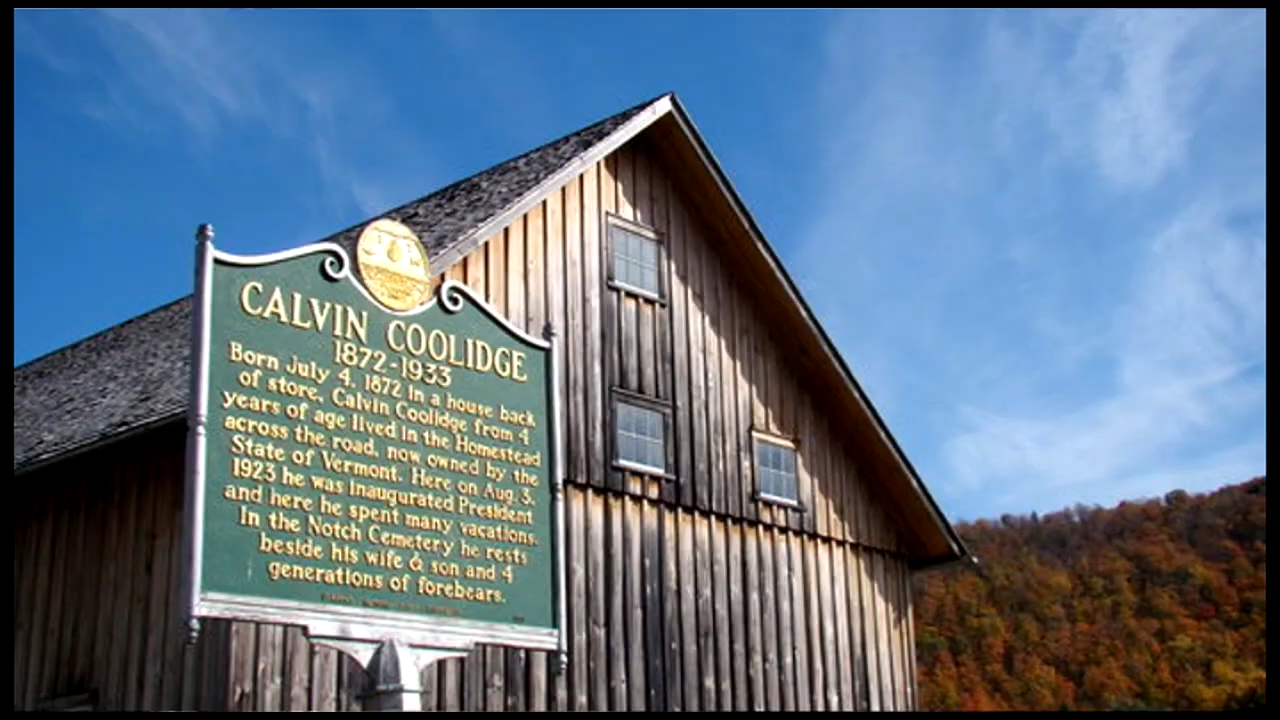 CALVIN COOLIDGE
1872-1933
Born July 4, 1872 in a house back
of store, Calvin Coolidge from 4
years of age lived in the Homestead
across the road, now owned by the
State of Vermont. Here on Aug. 3,
1923 he was inaugurated President
and here he spent many vacations.
In the Notch Cemetery he rests
beside his wife & son and 4
generations of forebears.